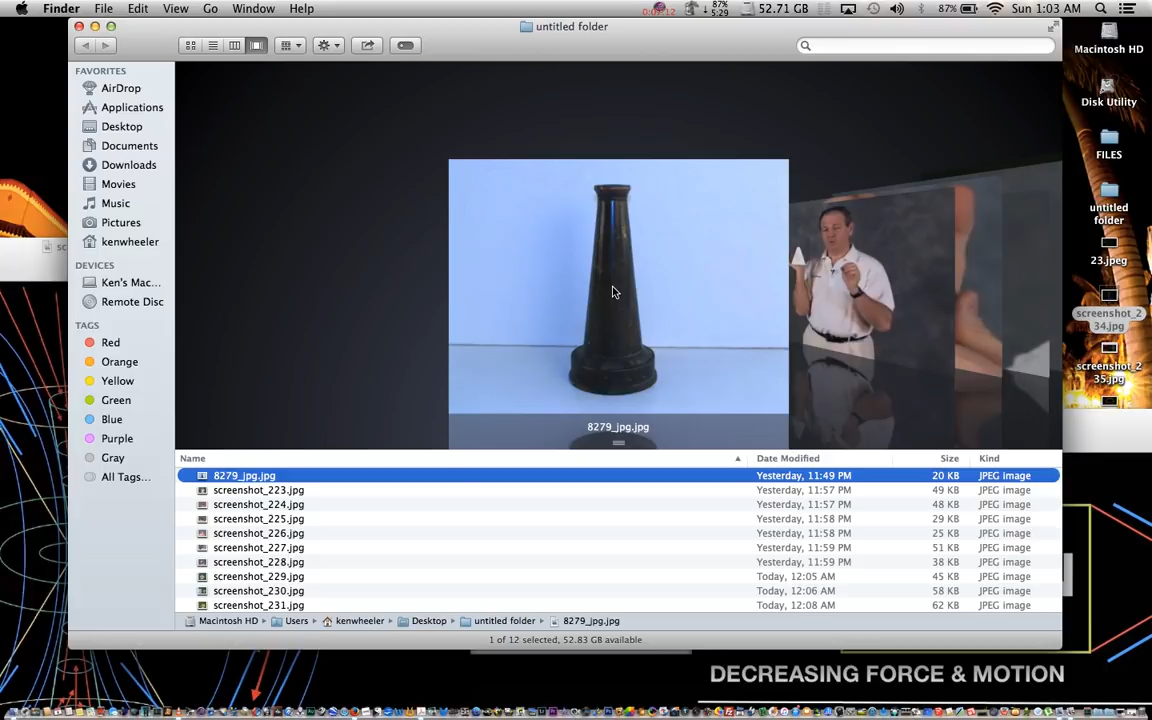 Finder File Edit View Go Window Help 87% 5:29 52.71 GB 87% Sun 1:03 AM
untitled folder
FAVORITES
AirDrop
Applications
Desktop
Documents
Downloads
Movies
Music
Pictures
kenwheeler
DEVICES
Ken's Mac...
Remote Disc
TAGS
Red
Orange
Yellow
Green
Blue
Purple
Gray
All Tags...
8279_jpg.jpg
Name Date Modified Size Kind
8279_jpg.jpg Yesterday, 11:49 PM 20 KB JPEG image
screenshot_223.jpg Yesterday, 11:57 PM 49 KB JPEG image
screenshot_224.jpg Yesterday, 11:57 PM 48 KB JPEG image
screenshot_225.jpg Yesterday, 11:58 PM 29 KB JPEG image
screenshot_226.jpg Yesterday, 11:58 PM 25 KB JPEG image
screenshot_227.jpg Yesterday, 11:59 PM 51 KB JPEG image
screenshot_228.jpg Yesterday, 11:59 PM 38 KB JPEG image
screenshot_229.jpg Today, 12:05 AM 45 KB JPEG image
screenshot_230.jpg Today, 12:06 AM 58 KB JPEG image
screenshot_231.jpg Today, 12:08 AM 62 KB JPEG image
Macintosh HD Users kenwheeler Desktop untitled folder 8279_jpg.jpg
1 of 12 selected, 52.83 GB available
Macintosh HD
Disk Utility
FILES
untitled
folder
23.jpeg
screenshot_2
34.jpg
screenshot_2
35.jpg
sc
DECREASING FORCE & MOTION